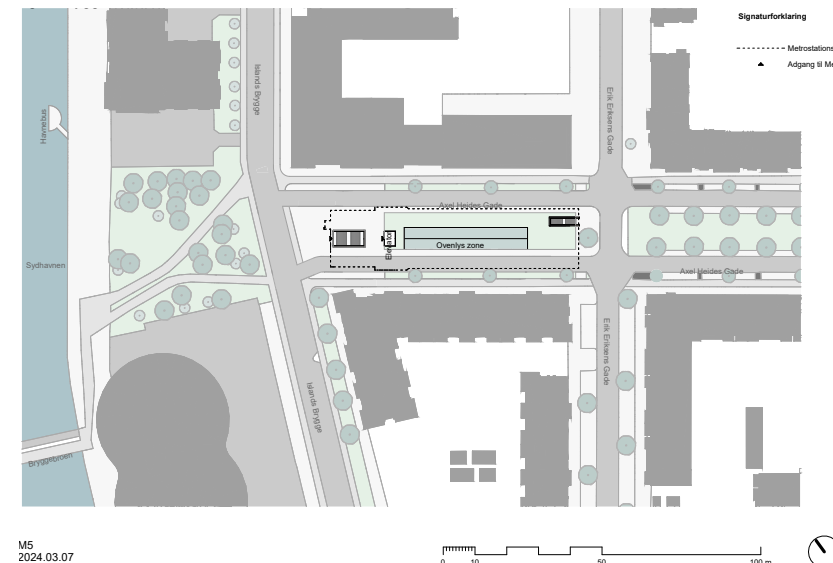 Signaturforklaring
Metrostations
Adgang til Me
Islands Brygge
Erik Eriksens Gade
Havnebus
Axel Heides Gade
Elevator
Ovenlys zone
Sydhavnen
Axel Heides Gade
Erik Eriksens Gade
Islands Brygge
Bryggebroen
M5
2024.03.07
0 10 50 100 m